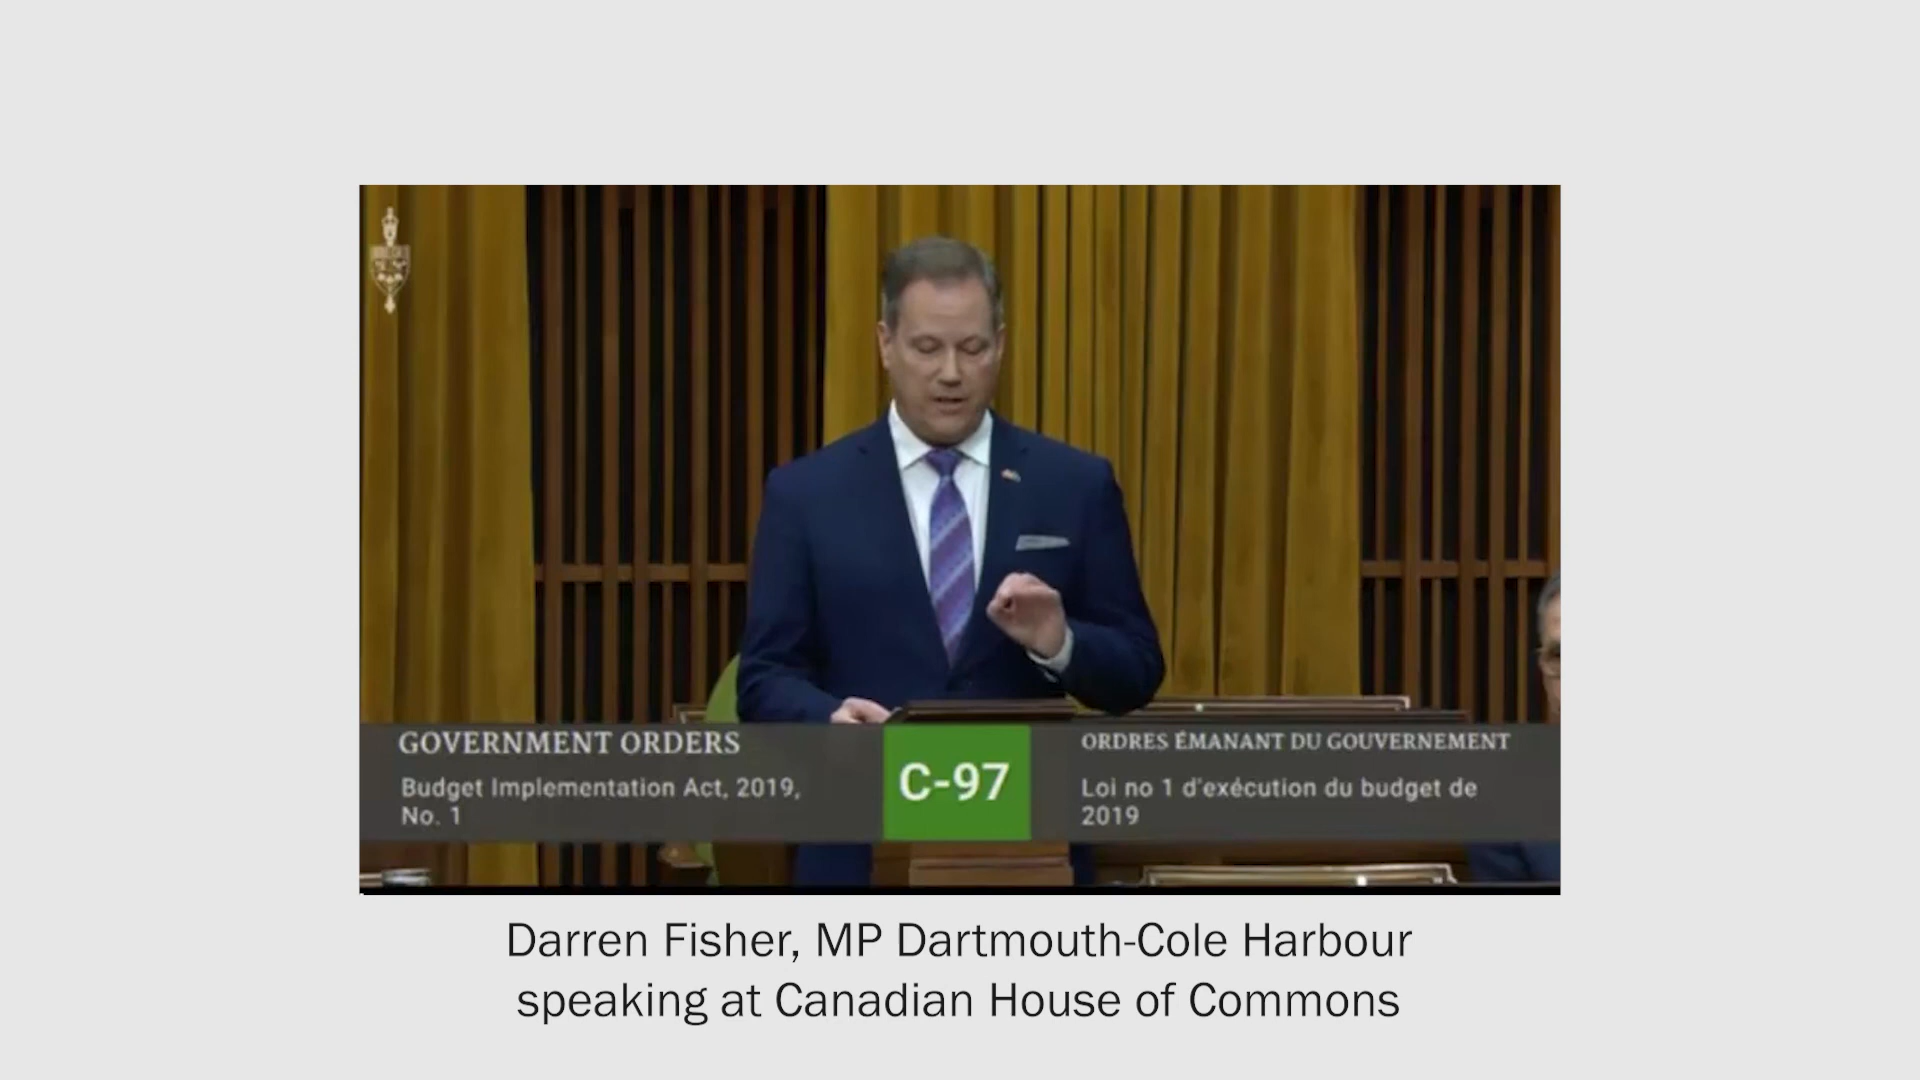 GOVERNMENT ORDERS
Budget Implementation Act, 2019,
No. 1
C-97
ORDRES ÉMANANT DU GOUVERNEMENT
Loi no 1 d'exécution du budget de
2019
Darren Fisher, MP Dartmouth-Cole Harbour
speaking at Canadian House of Commons